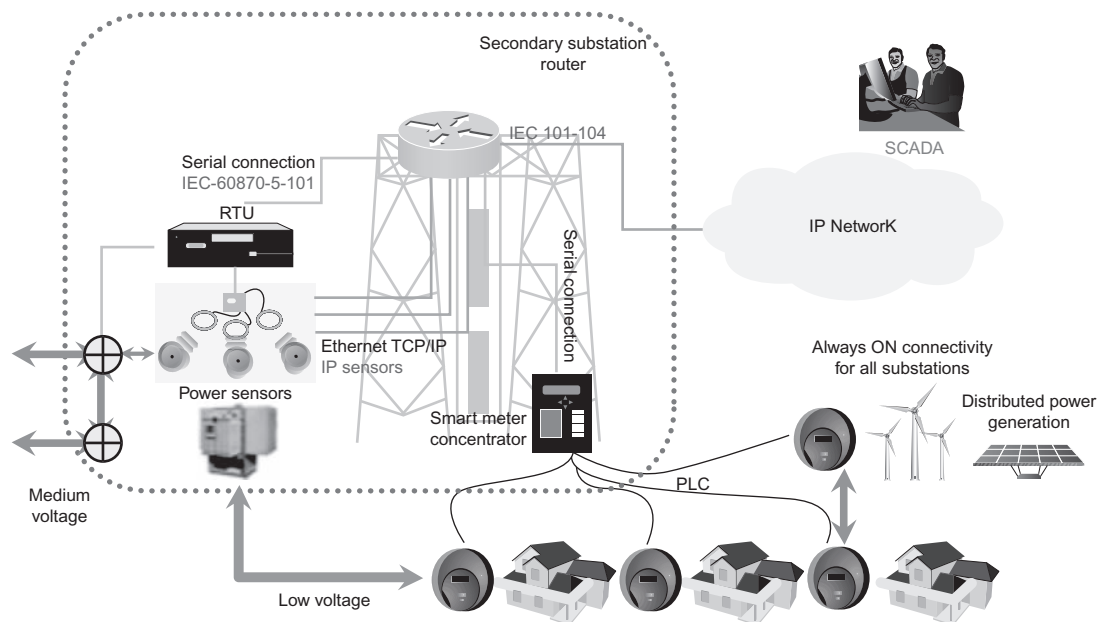 Secondary substation
router
IEC 101-104
SCADA
Serial connection
IEC-60870-5-101
RTU
IP NetworK
Serial connection
Ethernet TCP/IP
IP sensors
Power sensors
Always ON connectivity
for all substations
Distributed power
generation
Smart meter
concentrator
PLC
Medium
voltage
Low voltage